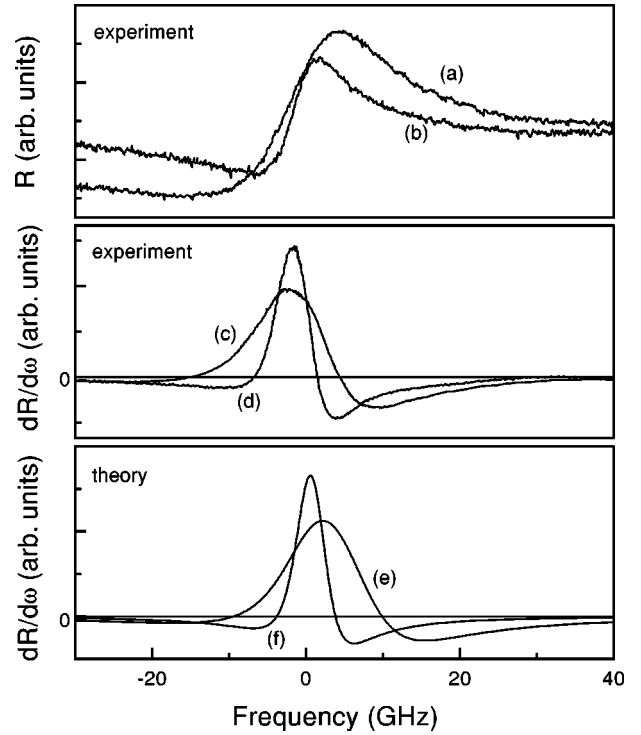 experiment
R (arb. units)
(a)
(b)
experiment
dR/dω (arb. units)
(c)
(d)
0
theory
dR/dω (arb. units)
(e)
(f)
0
-20 0 20 40
Frequency (GHz)